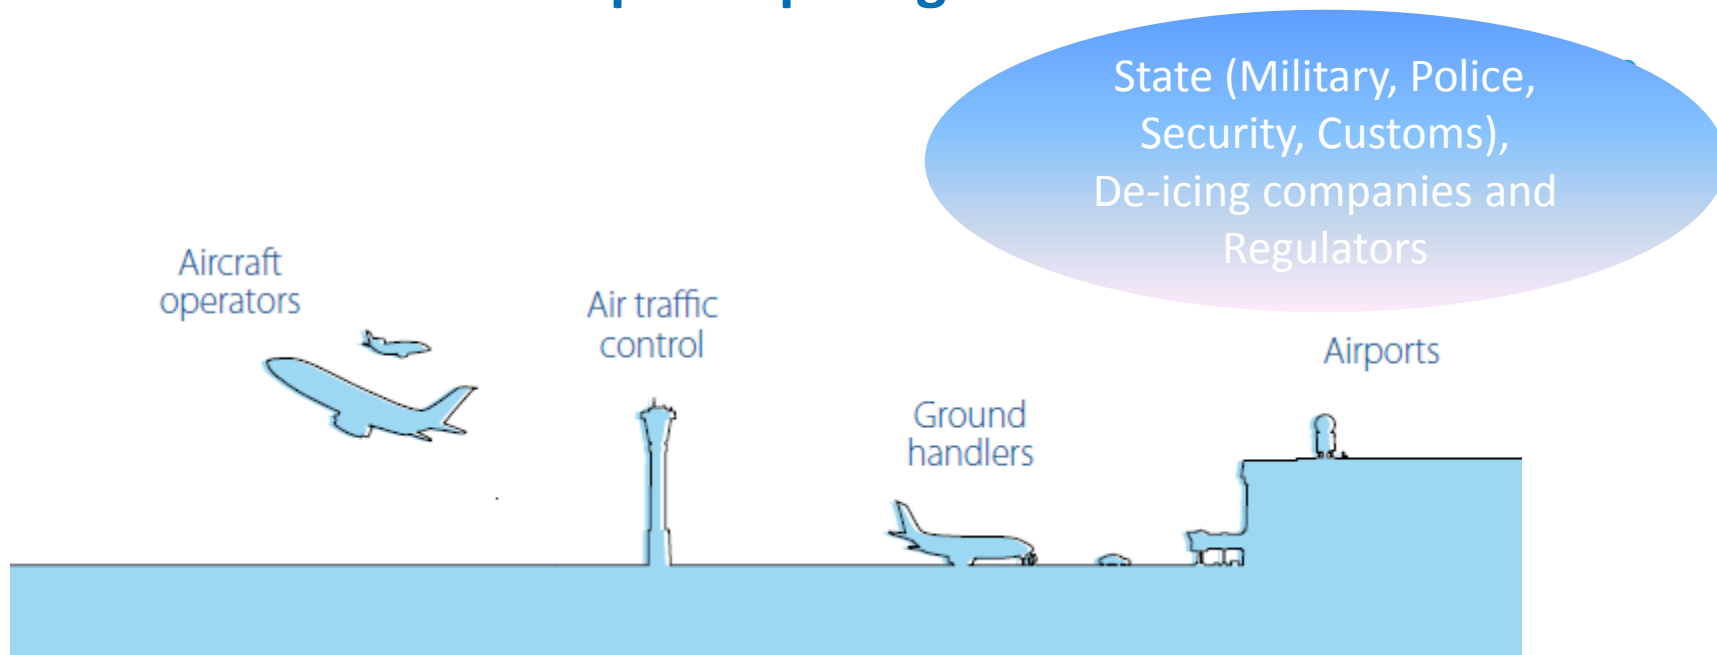 State (Military, Police,
Security, Customs),
De-icing companies and
Regulators
Aircraft
operators
Air traffic
control
Ground
handlers
Airports